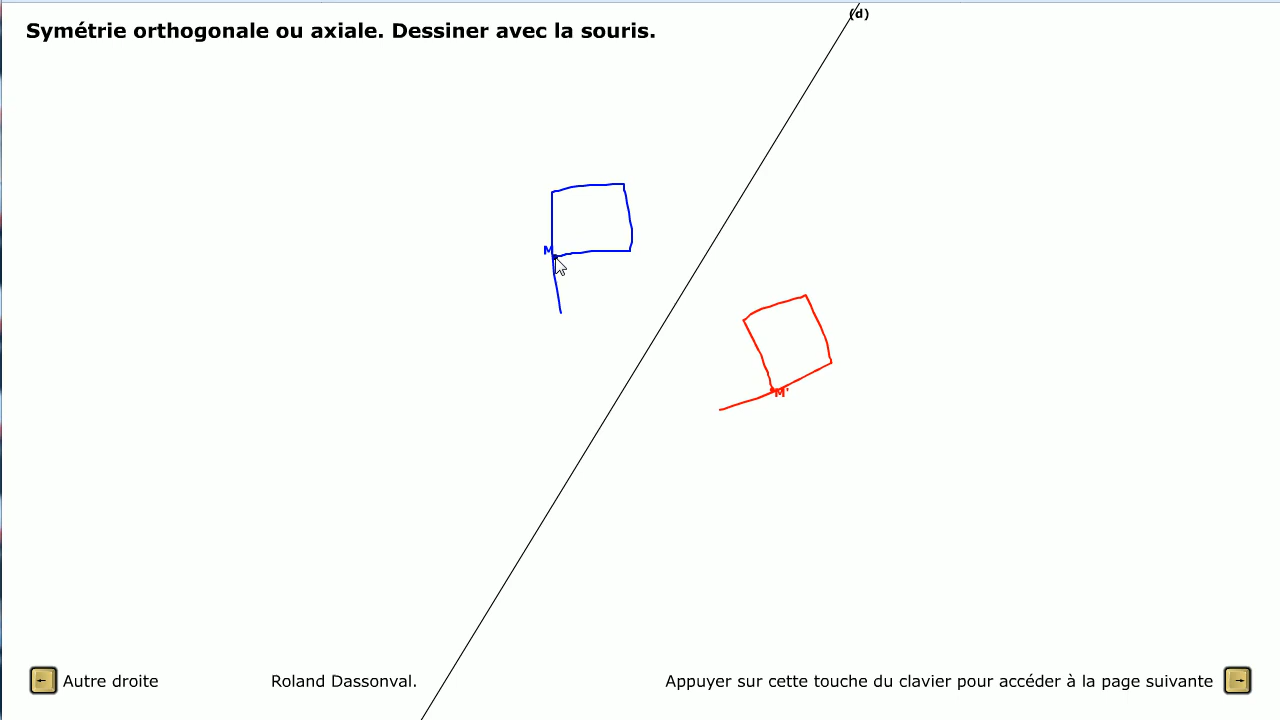 (d)
Symétrie orthogonale ou axiale. Dessiner avec la souris.
M
M'
Autre droite
Roland Dassonval.
Appuyer sur cette touche du clavier pour accéder à la page suivante